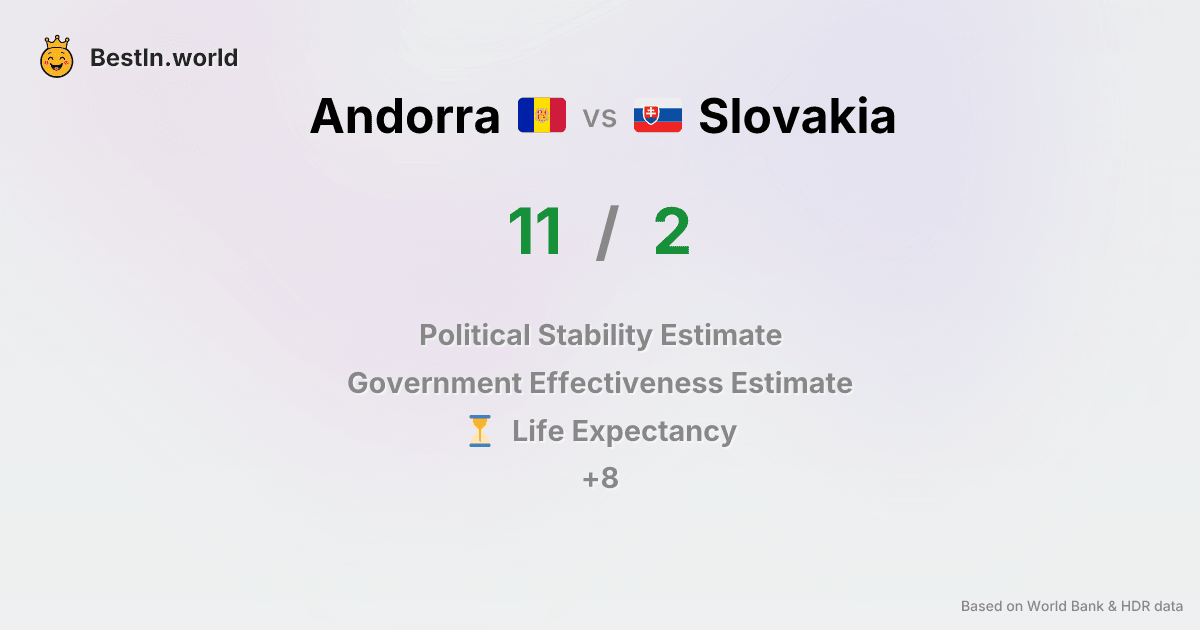 BestIn.world
Andorra vs Slovakia
11 / 2
Political Stability Estimate
Government Effectiveness Estimate
Life Expectancy
+8
Based on World Bank & HDR data